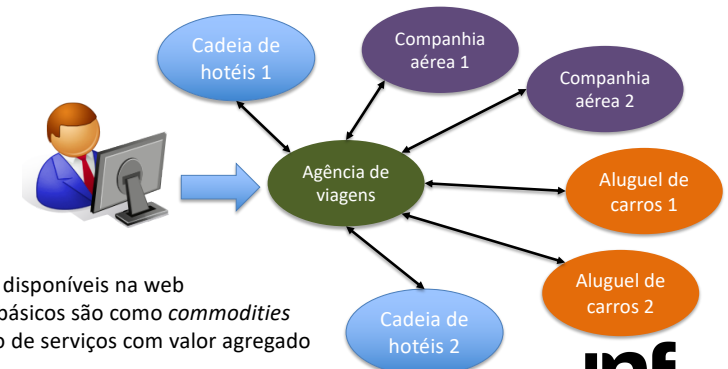 Cadeia de
hotéis 1
Companhia
aérea 1
Companhia
aérea 2
Agência de
viagens
Aluguel de
carros 1
Aluguel de
carros 2
Cadeia de
hotéis 2
disponíveis na web
básicos são como commodities
de serviços com valor agregado
inf